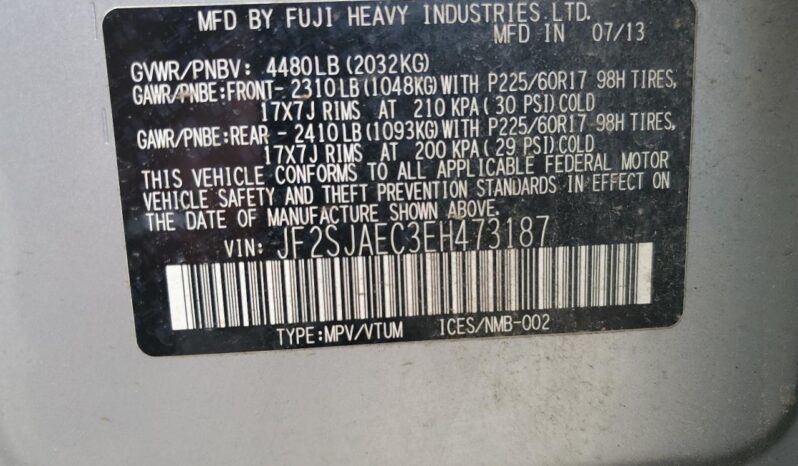 MFD BY FUJI HEAVY INDUSTRIES.LTD.
MFD IN 07/13
GVWR/PNBV: 4480LB(2032KG)
GAWR/PNBE:FRONT- 2310LB(1048KG)WITH P225/60R17 98H TIRES,
17X7J RIMS AT 210 KPA(30 PSI)COLD
GAWR/PNBE:REAR - 2410LB(1093KG)WITH P225/60R17 98H TIRES,
17X7J RIMS AT 200 KPA(29 PSI)COLD
THIS VEHICLE CONFORMS TO ALL APPLICABLE FEDERAL MOTOR
VEHICLE SAFETY AND THEFT PREVENTION STANDARDS IN EFFECT ON
THE DATE OF MANUFACTURE SHOWN ABOVE.
VIN: JF2SJAEC3EH473187
TYPE:MPV/VTUM ICES/NMB-002